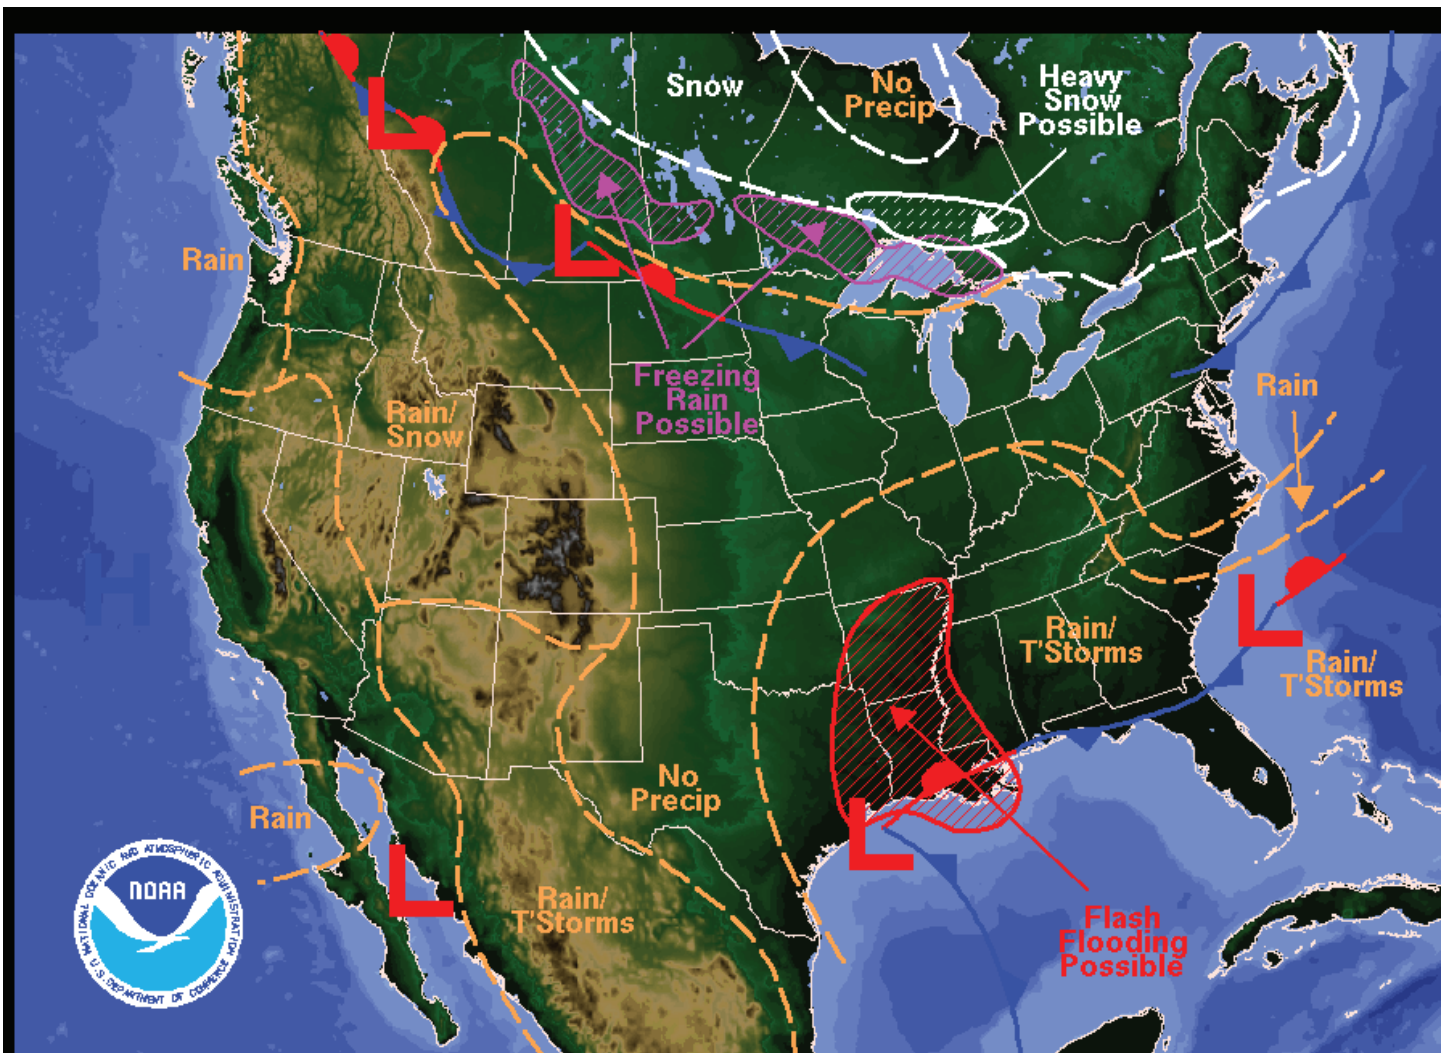 Snow
No
Precip
Heavy
Snow
Possible
L
L
Rain
Freezing
Rain
Possible
Rain
Rain/
Snow
H
L
Rain/
T'Storms
Rain/
T'Storms
No
Precip
Rain
L
L
Rain/
T'Storms
Flash
Flooding
Possible
NATIONAL OCEANIC AND ATMOSPHERIC ADMINISTRATION
NOAA
U.S. DEPARTMENT OF COMMERCE